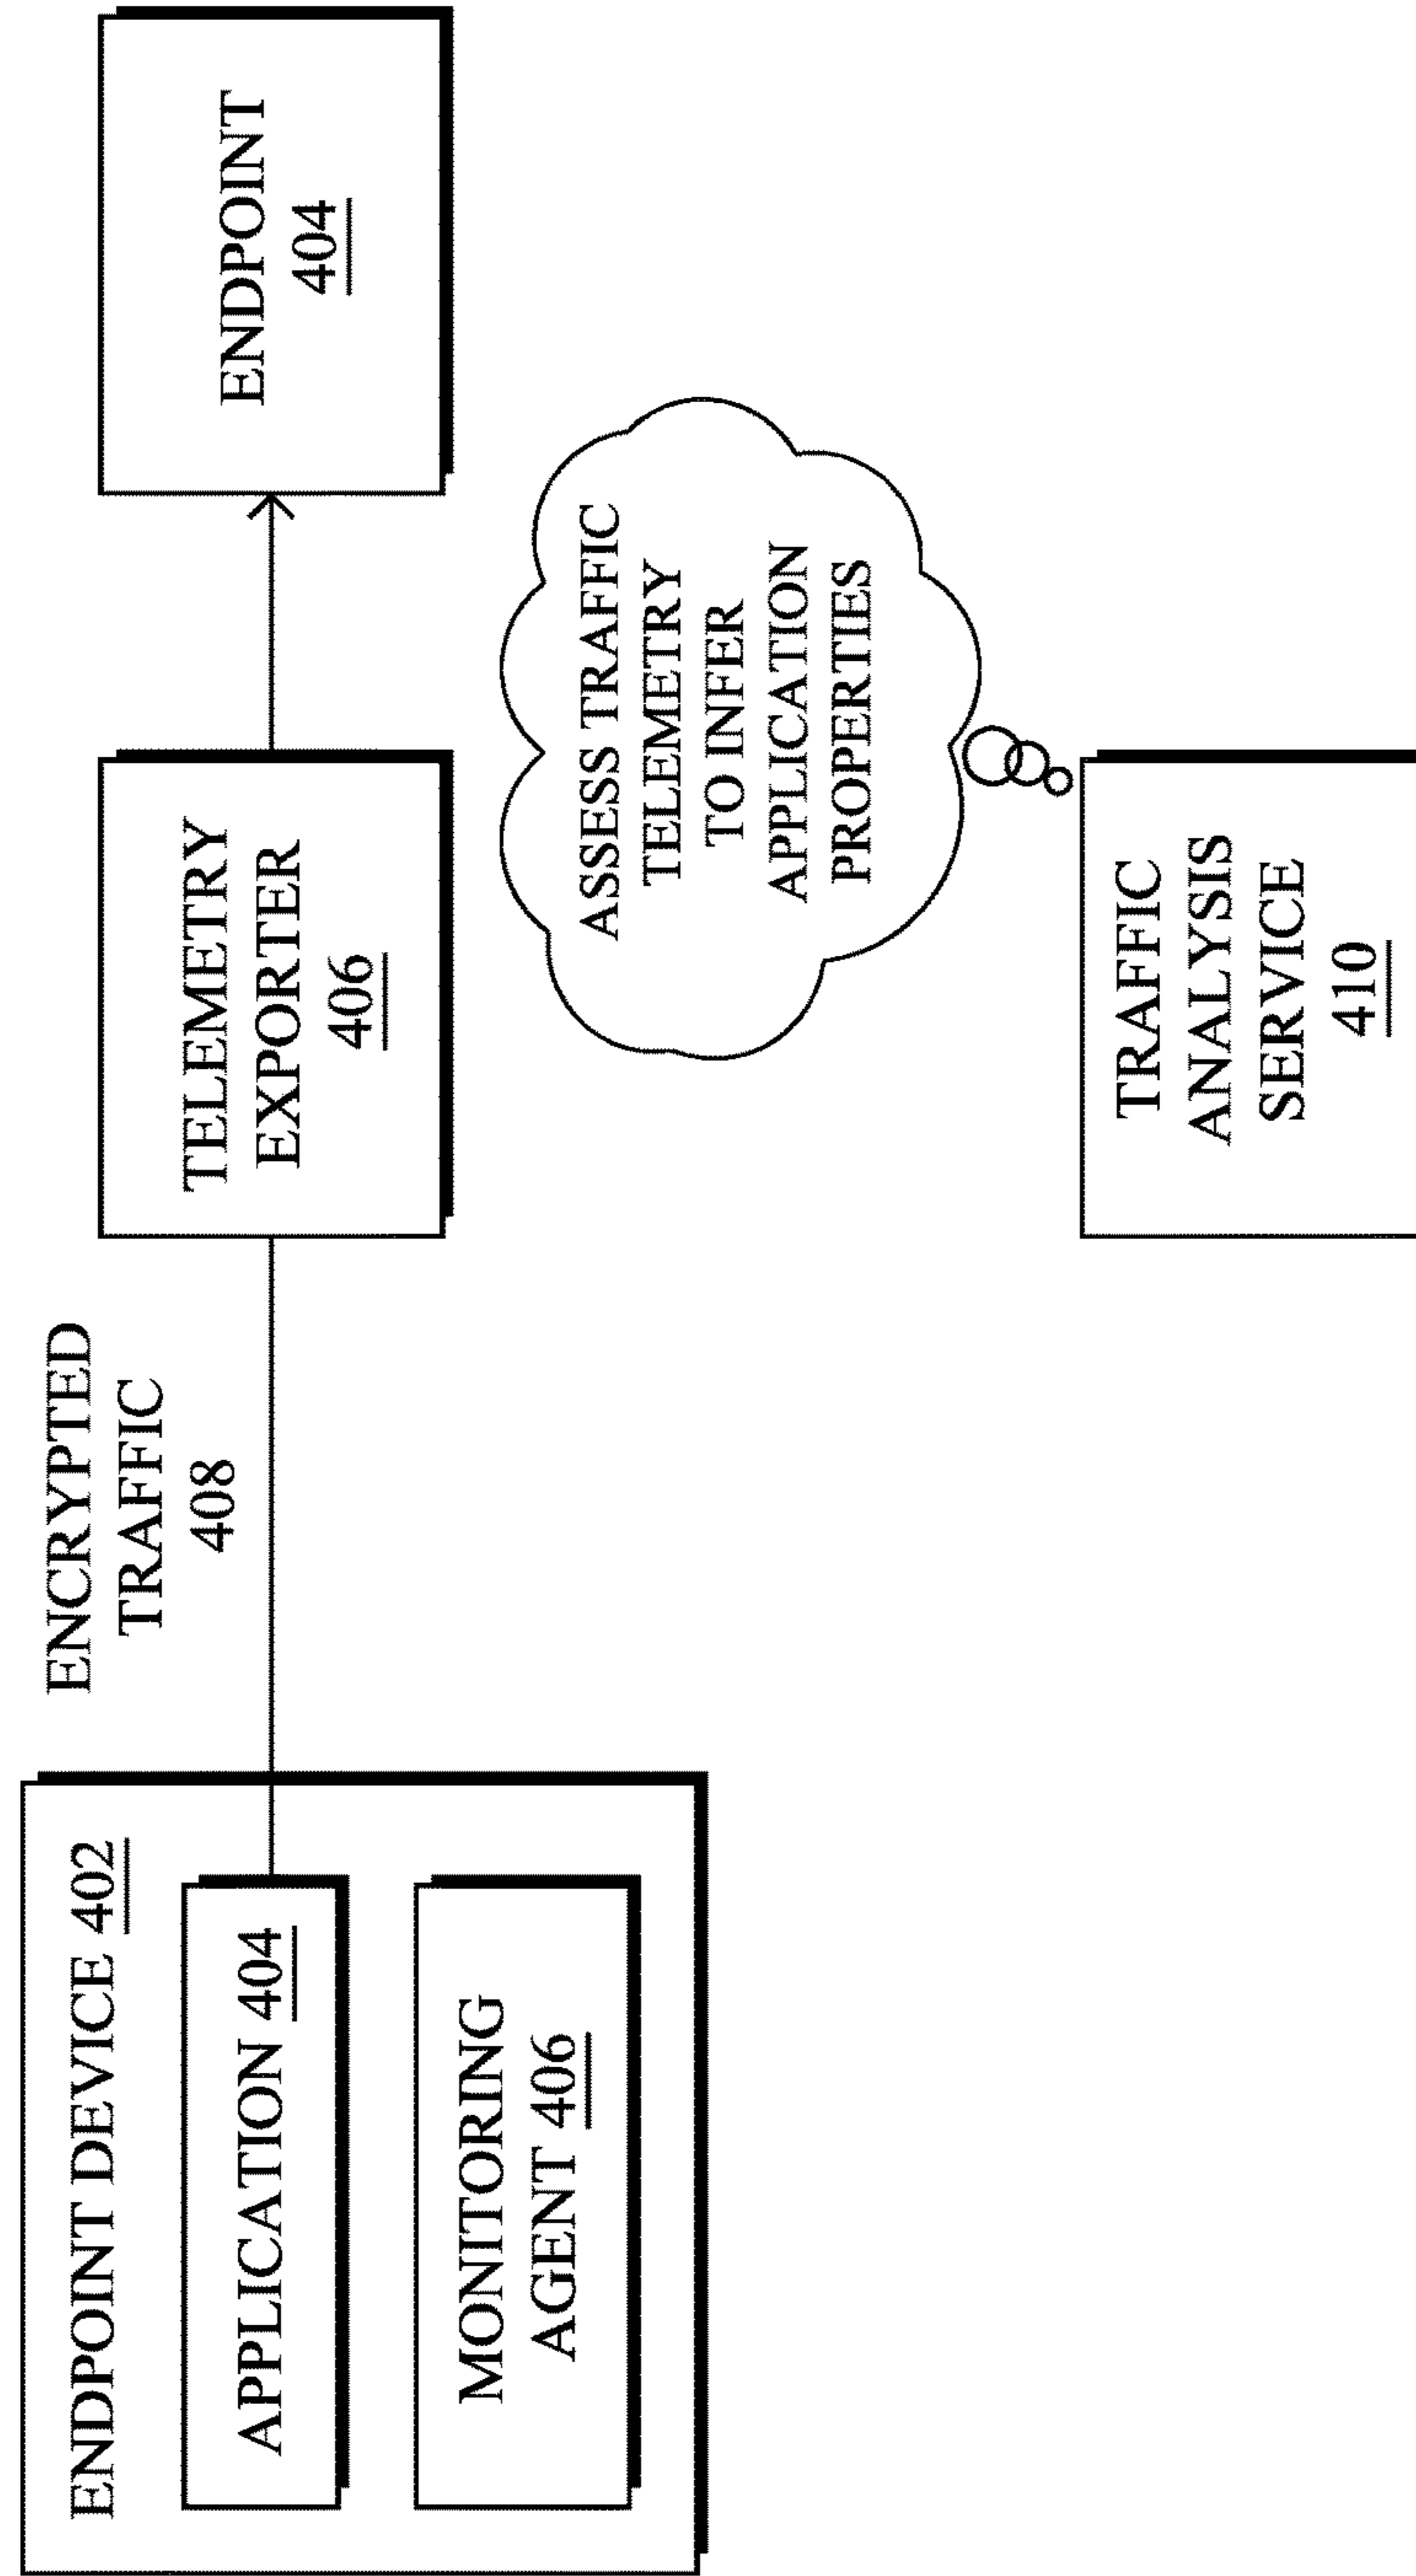 ENDPOINT DEVICE 402
APPLICATION 404
MONITORING
AGENT 406
ENCRYPTED
TRAFFIC
408
TELEMETRY
EXPORTER
406
ENDPOINT
404
ASSESS TRAFFIC
TELEMETRY
TO INFER
APPLICATION
PROPERTIES
TRAFFIC
ANALYSIS
SERVICE
410